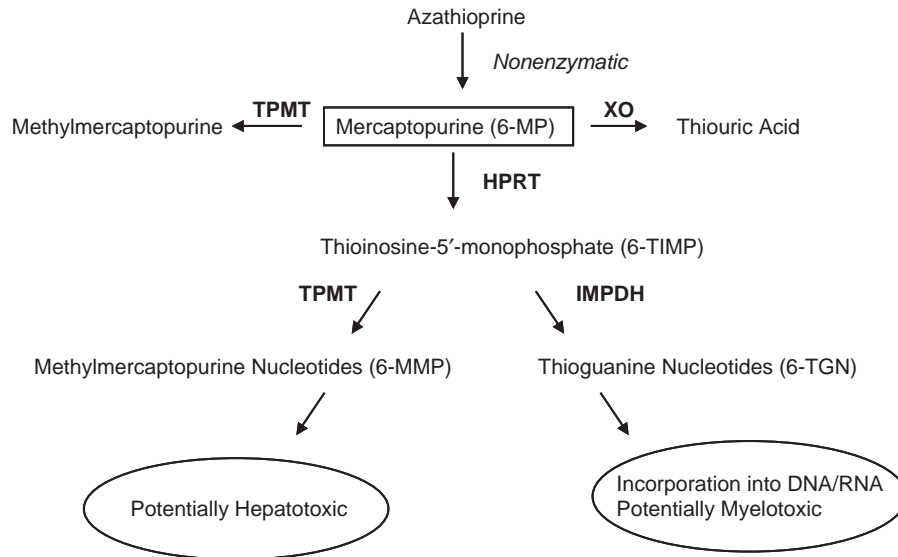 Azathioprine
Nonenzymatic
TPMT
XO
Methylmercaptopurine
Mercaptopurine (6-MP)
Thiouric Acid
HPRT
Thioinosine-5′-monophosphate (6-TIMP)
TPMT
IMPDH
Methylmercaptopurine Nucleotides (6-MMP)
Thioguanine Nucleotides (6-TGN)
Potentially Hepatotoxic
Incorporation into DNA/RNA
Potentially Myelotoxic